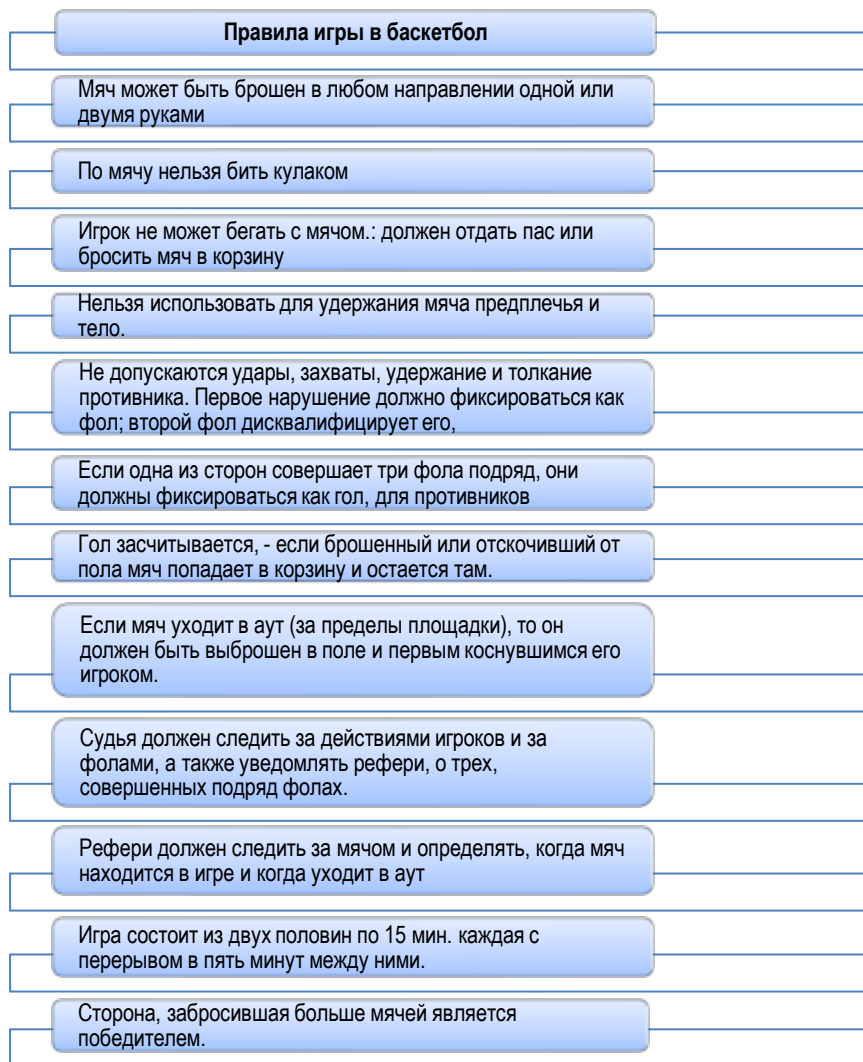 Правила игры в баскетбол
Мяч может быть брошен в любом направлении одной или
двумя руками
По мячу нельзя бить кулаком
Игрок не может бегать с мячом.: должен отдать пас или
бросить мяч в корзину
Нельзя использовать для удержания мяча предплечья и
тело.
Не допускаются удары, захваты, удержание и толкание
противника. Первое нарушение должно фиксироваться как
фол; второй фол дисквалифицирует его,
Если одна из сторон совершает три фола подряд, они
должны фиксироваться как гол, для противников
Гол засчитывается, - если брошенный или отскочивший от
пола мяч попадает в корзину и остается там.
Если мяч уходит в аут (за пределы площадки), то он
должен быть выброшен в поле и первым коснувшимся его
игроком.
Судья должен следить за действиями игроков и за
фолами, а также уведомлять рефери, о трех,
совершенных подряд фолах.
Рефери должен следить за мячом и определять, когда мяч
находится в игре и когда уходит в аут
Игра состоит из двух половин по 15 мин. каждая с
перерывом в пять минут между ними.
Сторона, забросившая больше мячей является
победителем.